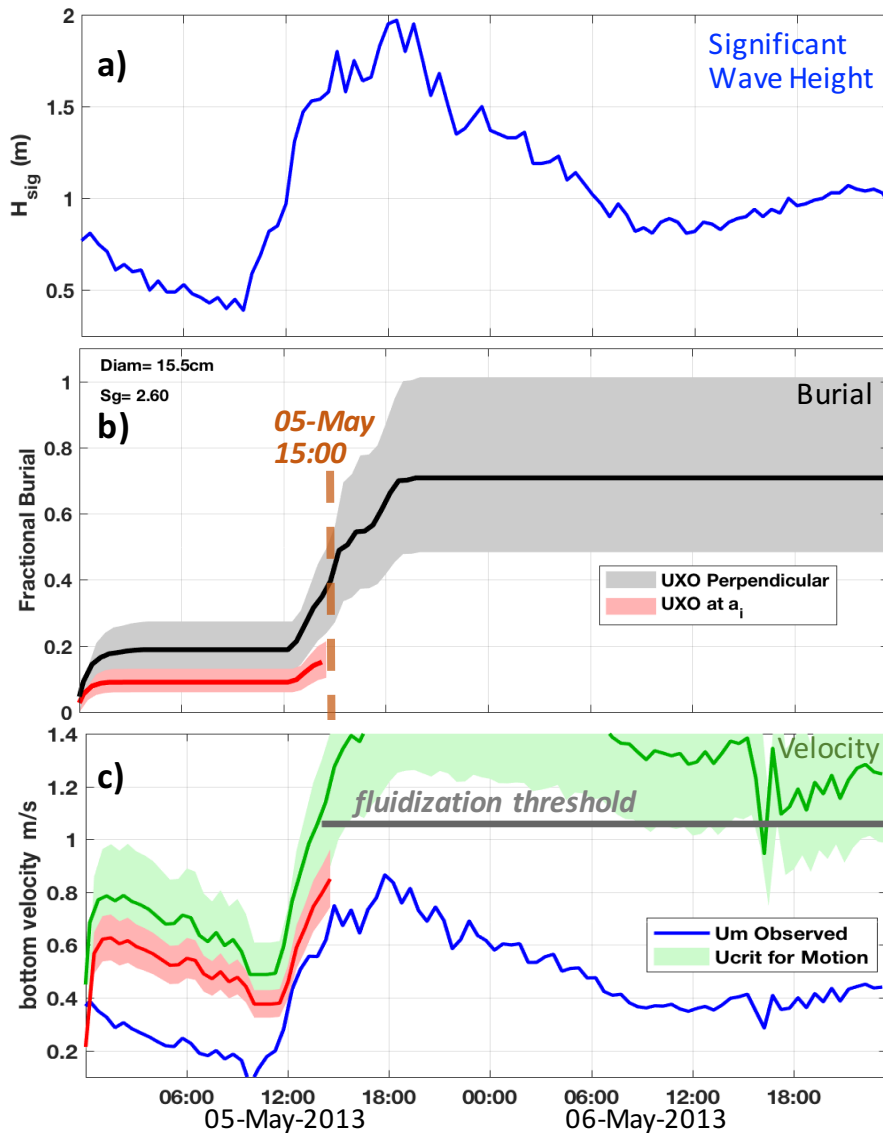 2
1.5
1
0.5
H_sig (m)
a)
Significant
Wave Height
Diam= 15.5cm
Sg= 2.60
Burial
b)
05-May
15:00
1
0.8
0.6
0.4
0.2
0
Fractional Burial
UXO Perpendicular
UXO at a_i
1.4
1.2
1
0.8
0.6
0.4
0.2
bottom velocity m/s
c)
Velocity
fluidization threshold
Um Observed
Ucrit for Motion
06:00 12:00 18:00 00:00 06:00 12:00 18:00
05-May-2013 06-May-2013